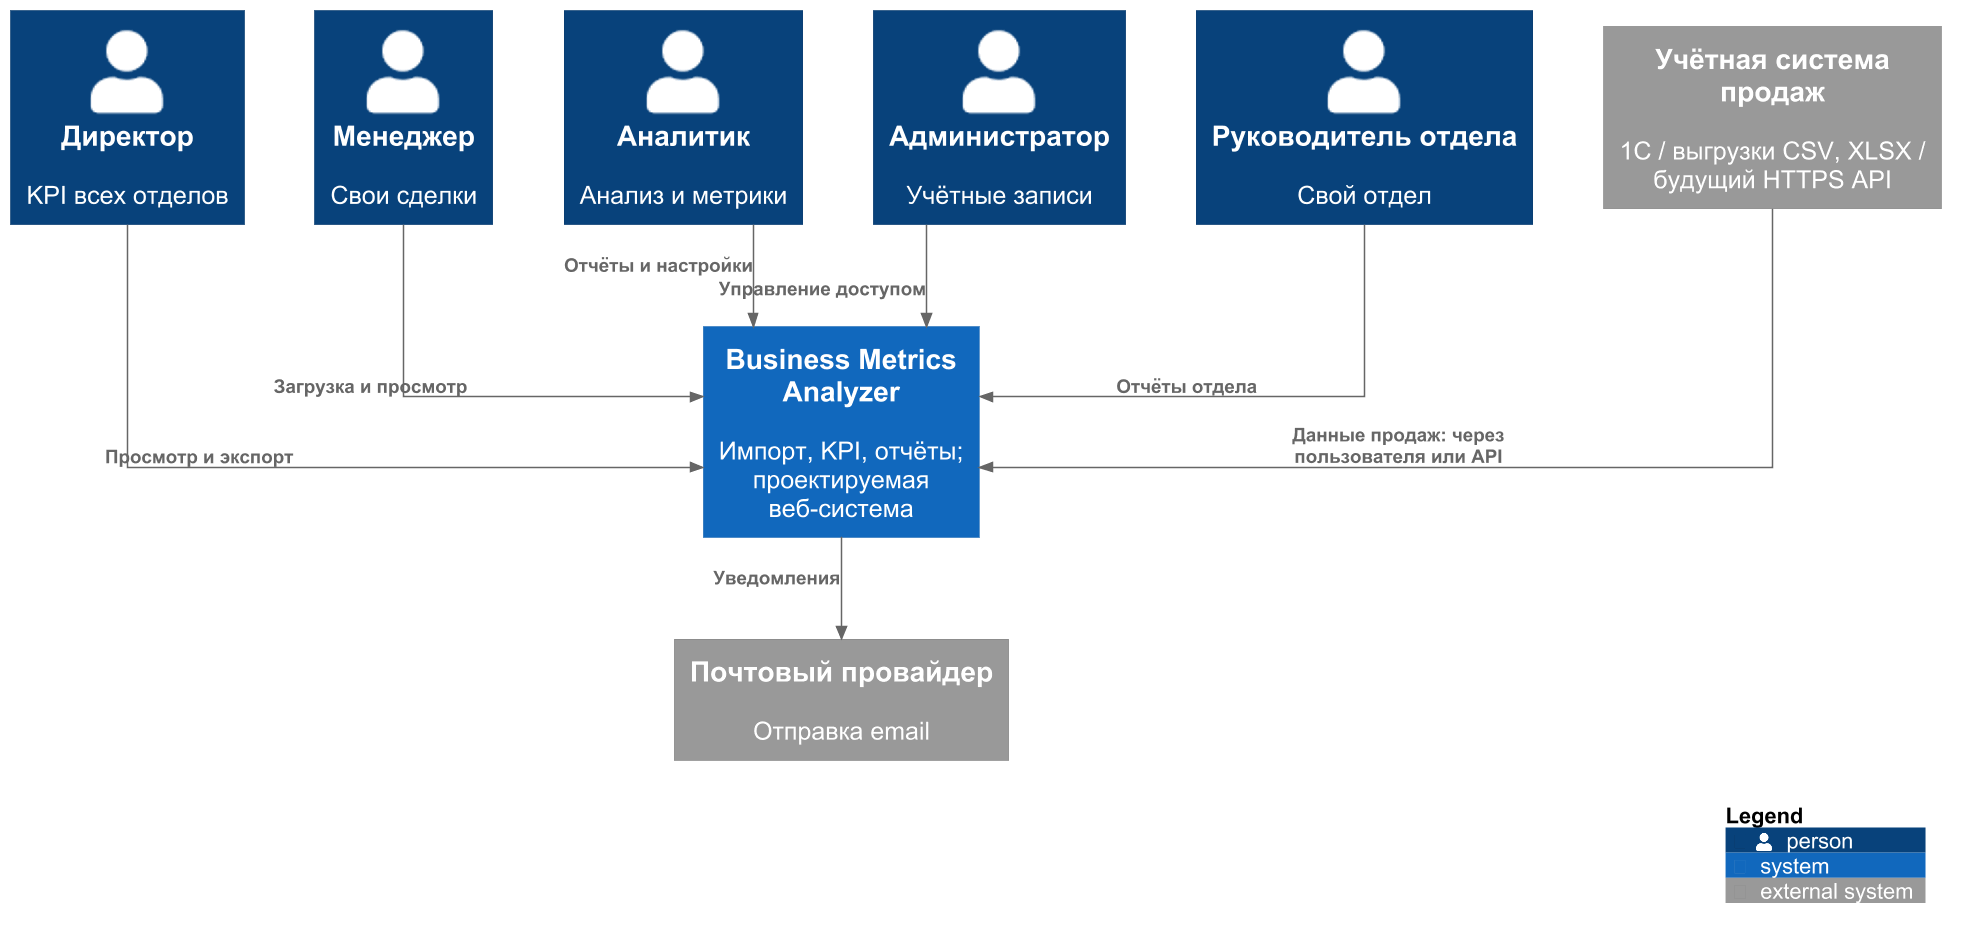 Директор
KPI всех отделов
Менеджер
Свои сделки
Аналитик
Анализ и метрики
Администратор
Учётные записи
Руководитель отдела
Свой отдел
Учётная система
продаж
1С / выгрузки CSV, XLSX /
будущий HTTPS API
Отчёты и настройки
Управление доступом
Загрузка и просмотр
Просмотр и экспорт
Business Metrics
Analyzer
Импорт, KPI, отчёты;
проектируемая
веб-система
Отчёты отдела
Данные продаж: через
пользователя или API
Уведомления
Почтовый провайдер
Отправка email
Legend
person
system
external system